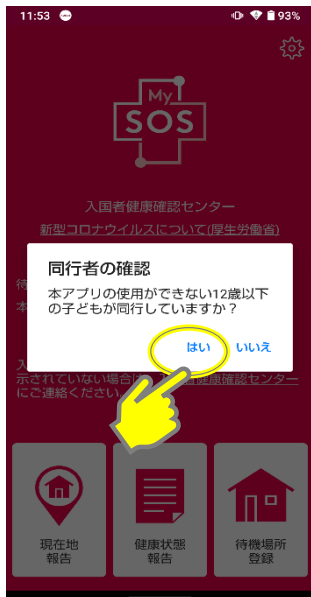 11:53
93%
My
SOS
入国者健康確認センター
新型コロナウイルスについて(厚生労働省)
同行者の確認
待
本アプリの使用ができない12歳以下
の子どもが同行していますか？
本
はい
いいえ
入
示されていない場合は、
健康確認センター
にご連絡ください
現在地
報告
健康状態
報告
待機場所
登録